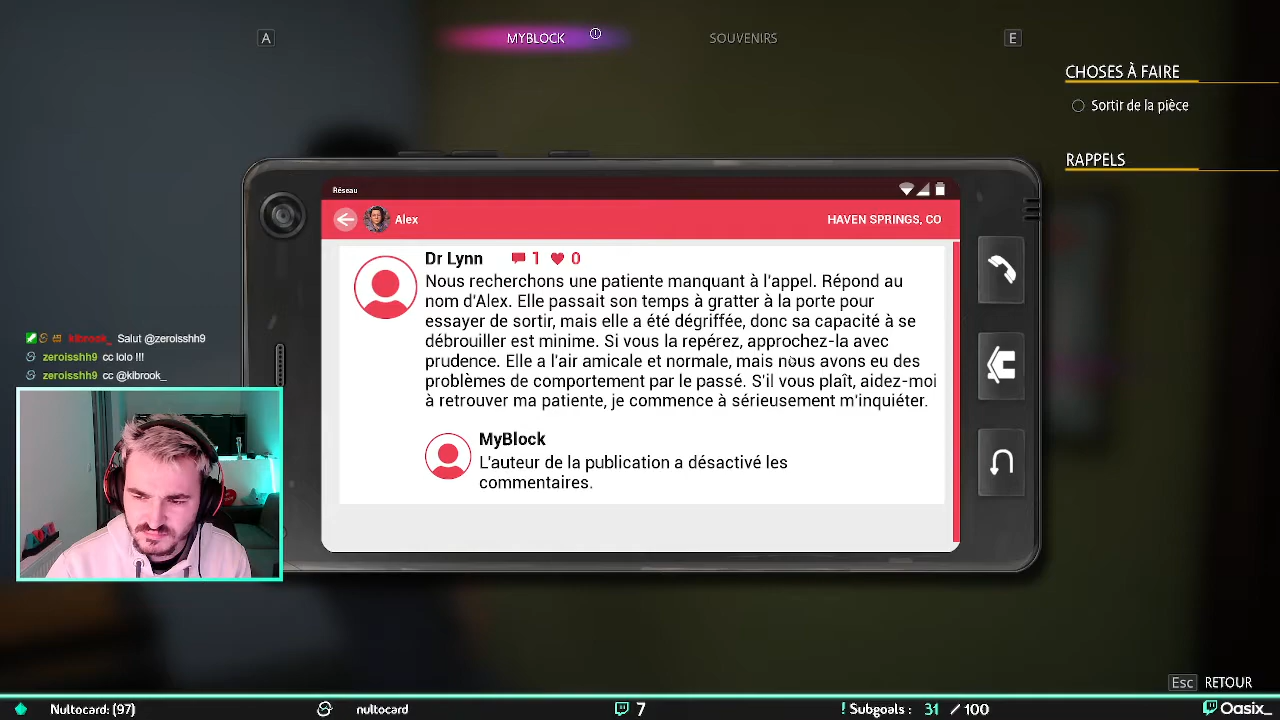 A
MYBLOCK
SOUVENIRS
E
CHOSES À FAIRE
Sortir de la pièce
RAPPELS
Réseau
Alex
HAVEN SPRINGS, CO
Dr Lynn 1 0
Nous recherchons une patiente manquant à l'appel. Répond au
nom d'Alex. Elle passait son temps à gratter à la porte pour
essayer de sortir, mais elle a été dégriffée, donc sa capacité à se
débrouiller est minime. Si vous la repérez, approchez-la avec
prudence. Elle a l'air amicale et normale, mais nous avons eu des
problèmes de comportement par le passé. S'il vous plaît, aidez-moi
à retrouver ma patiente, je commence à sérieusement m'inquiéter.
MyBlock
L'auteur de la publication a désactivé les
commentaires.
kibrook_ Salut @zeroisshh9
zeroisshh9 cc lolo !!!
zeroisshh9 cc @kibrook_
Esc RETOUR
Nultocard: (97)
nultocard
7
! Subgoals : 31 / 100
Oasix_